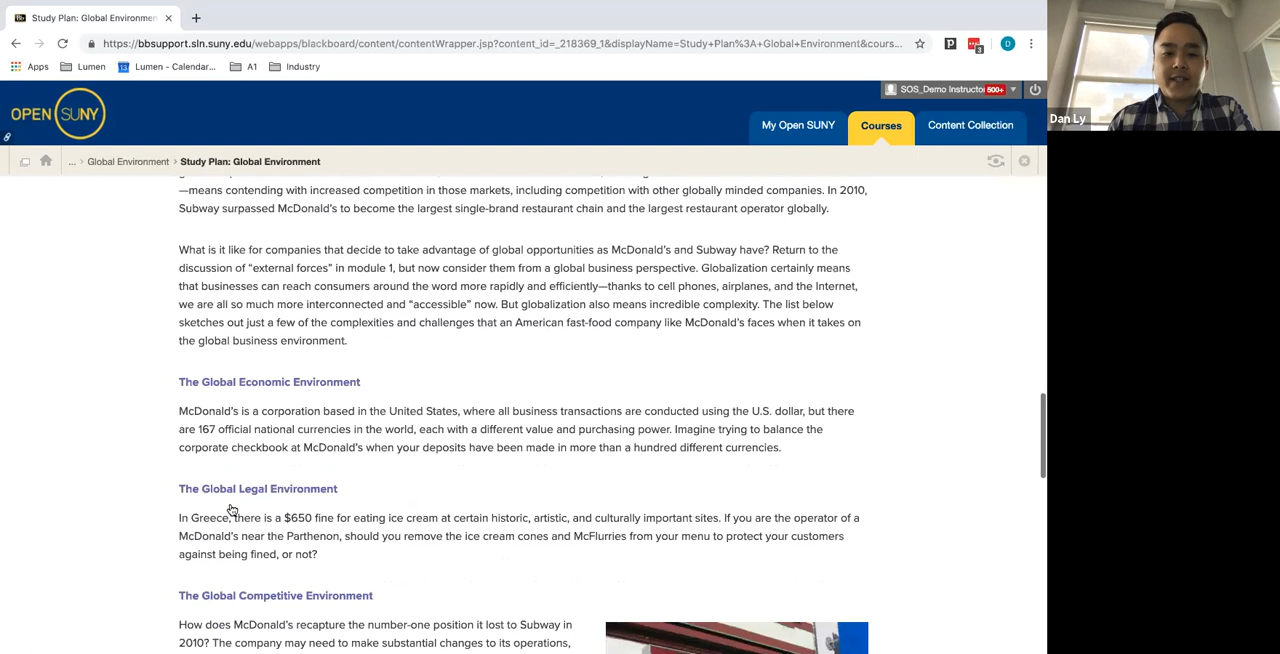 Study Plan: Global Environmen
https://bbsupport.sln.suny.edu/webapps/blackboard/content/contentWrapper.jsp?content_id=_218369_1&displayName=Study+Plan%3A+Global+Environment&cours...
Apps Lumen Lumen - Calendar... A1 Industry
SOS_Demo Instructo 500+
OPEN SUNY
My Open SUNY Courses Content Collection
Dan Ly
... Global Environment Study Plan: Global Environment
—means contending with increased competition in those markets, including competition with other globally minded companies. In 2010,
Subway surpassed McDonald's to become the largest single-brand restaurant chain and the largest restaurant operator globally.
What is it like for companies that decide to take advantage of global opportunities as McDonald's and Subway have? Return to the
discussion of “external forces” in module 1, but now consider them from a global business perspective. Globalization certainly means
that businesses can reach consumers around the word more rapidly and efficiently—thanks to cell phones, airplanes, and the Internet,
we are all so much more interconnected and “accessible” now. But globalization also means incredible complexity. The list below
sketches out just a few of the complexities and challenges that an American fast-food company like McDonald's faces when it takes on
the global business environment.
The Global Economic Environment
McDonald's is a corporation based in the United States, where all business transactions are conducted using the U.S. dollar, but there
are 167 official national currencies in the world, each with a different value and purchasing power. Imagine trying to balance the
corporate checkbook at McDonald's when your deposits have been made in more than a hundred different currencies.
The Global Legal Environment
In Greece, there is a $650 fine for eating ice cream at certain historic, artistic, and culturally important sites. If you are the operator of a
McDonald's near the Parthenon, should you remove the ice cream cones and McFlurries from your menu to protect your customers
against being fined, or not?
The Global Competitive Environment
How does McDonald's recapture the number-one position it lost to Subway in
2010? The company may need to make substantial changes to its operations,